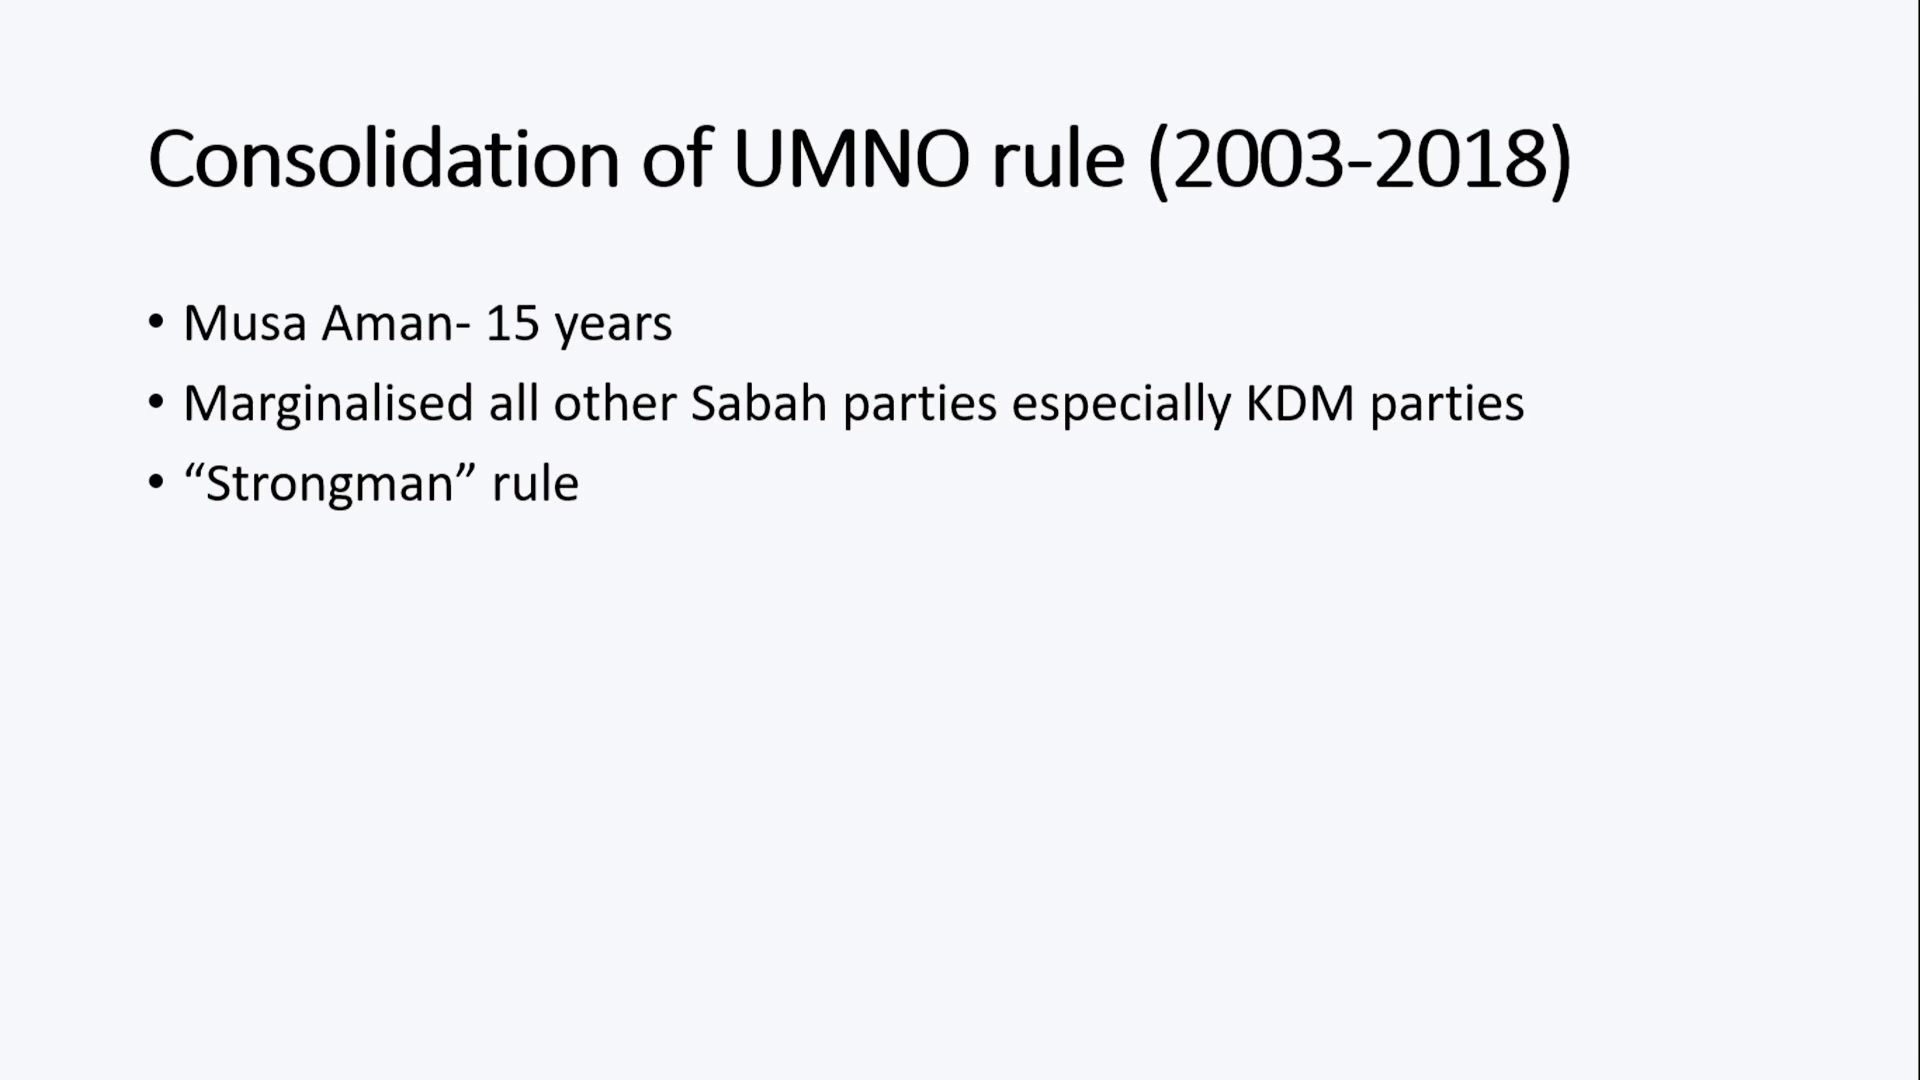 Consolidation of UMNO rule (2003-2018)
• Musa Aman- 15 years
• Marginalised all other Sabah parties especially KDM parties
• “Strongman” rule